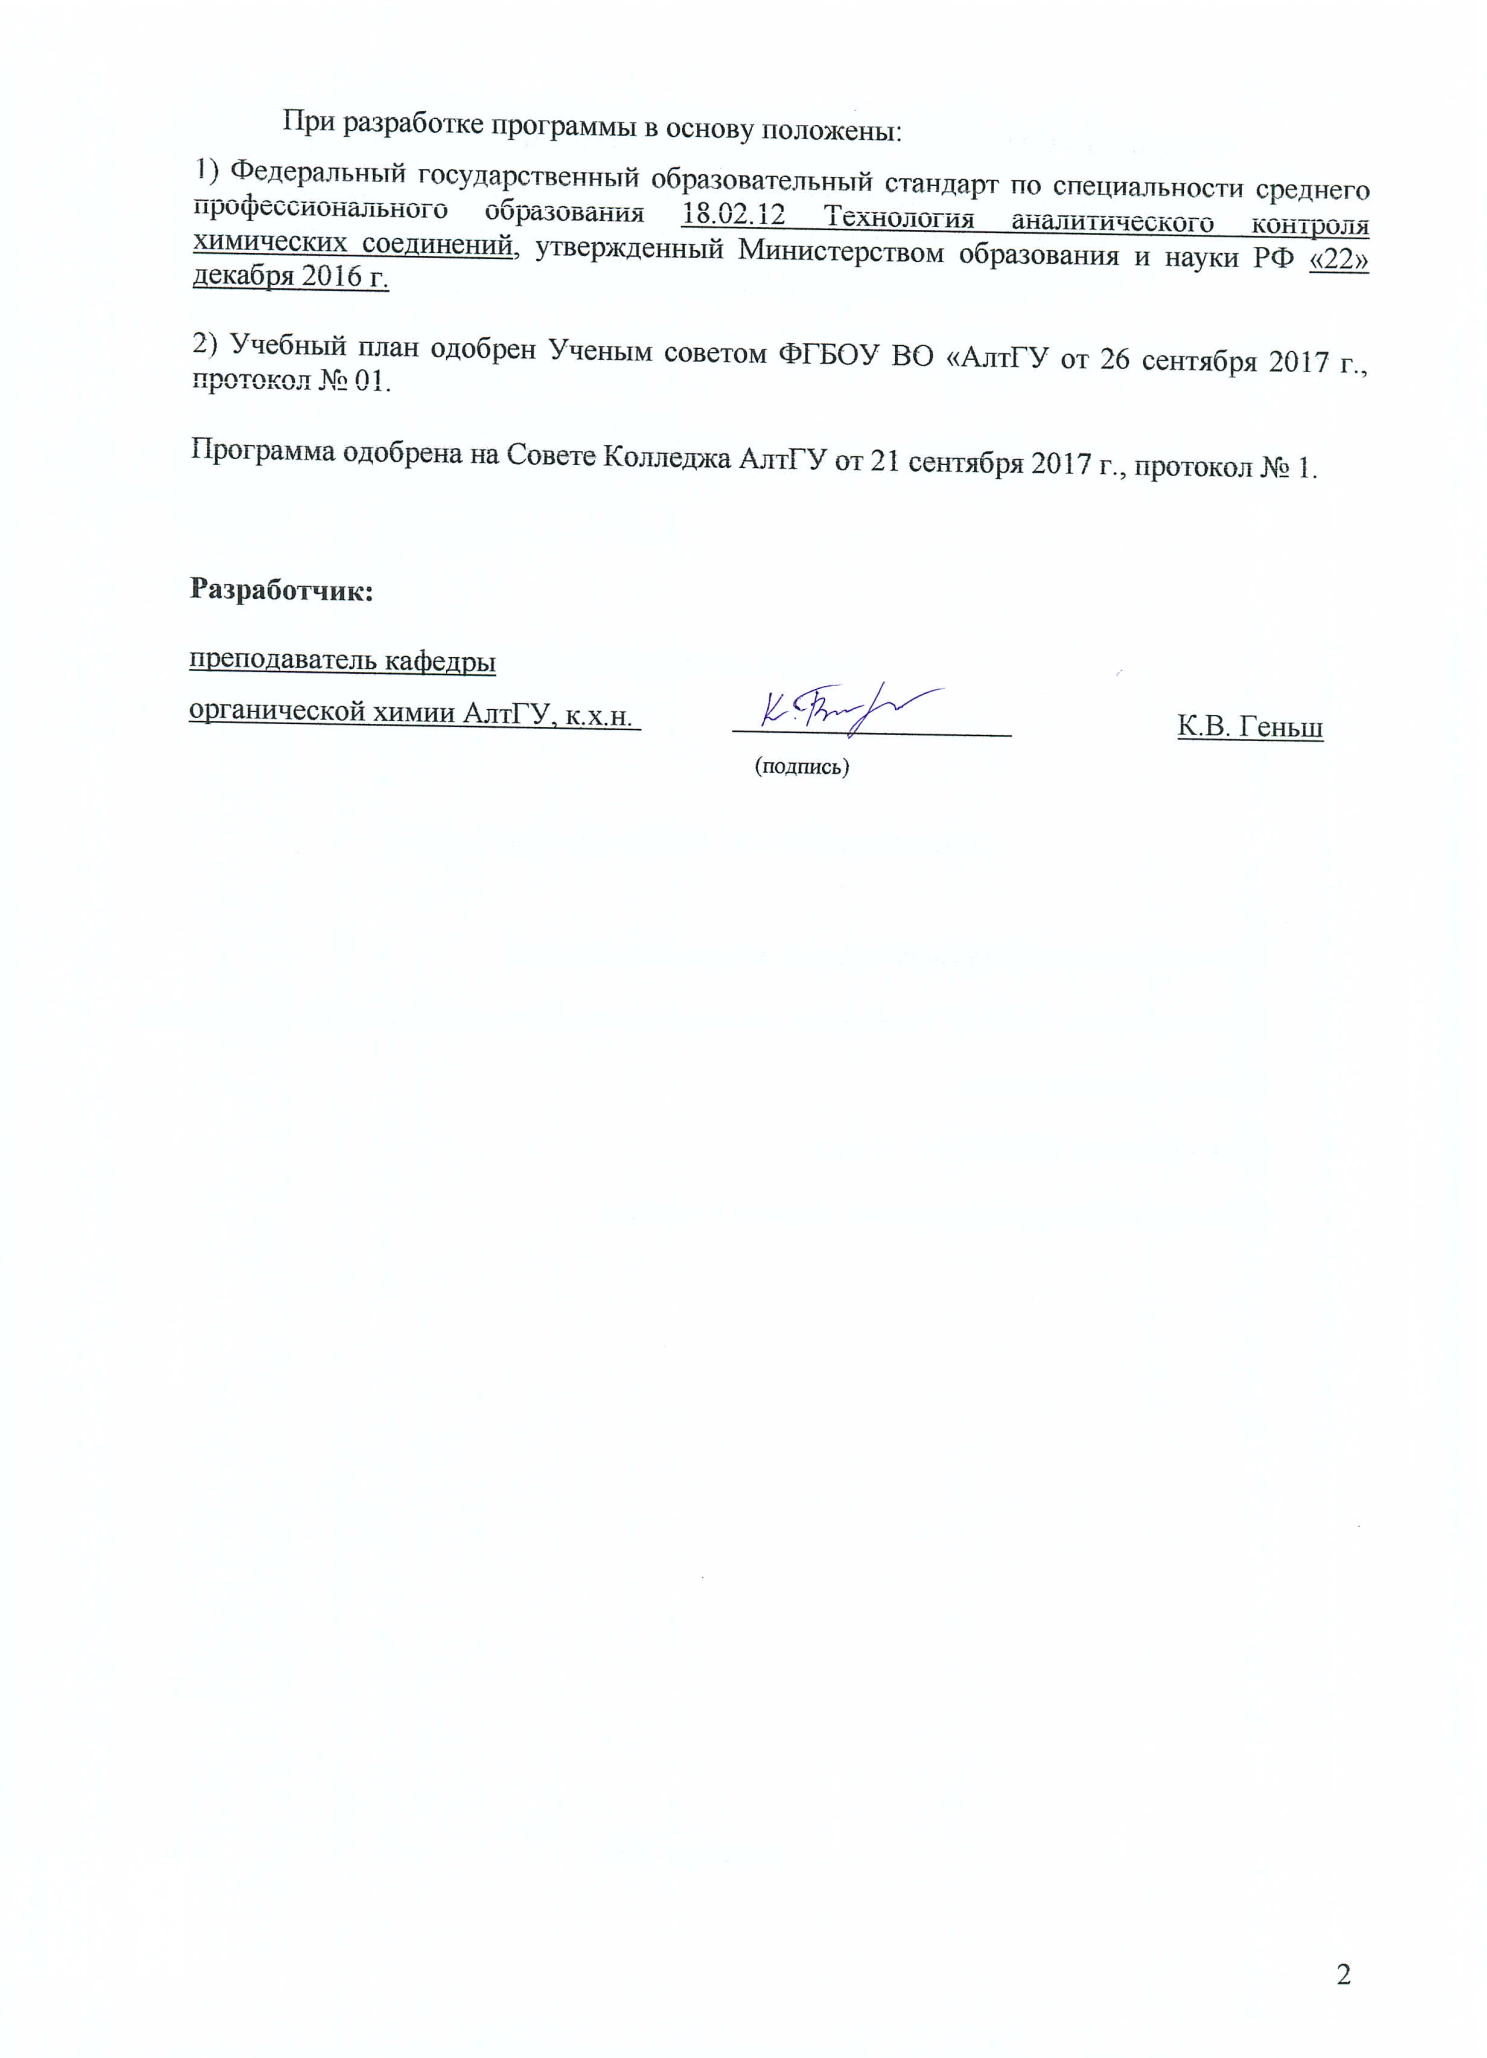 При разработке программы в основу положены:
1) Федеральный государственный образовательный стандарт по специальности среднего
профессионального образования 18.02.12 Технология аналитического контроля
химических соединений, утвержденный Министерством образования и науки РФ «22»
декабря 2016 г.
2) Учебный план одобрен Ученым советом ФГБОУ ВО «АлтГУ от 26 сентября 2017 г.,
протокол № 01.
Программа одобрена на Совете Колледжа АлтГУ от 21 сентября 2017 г., протокол № 1.
Разработчик:
преподаватель кафедры
органической химии АлтГУ, к.х.н. К.В. Геньш
(подпись)
2